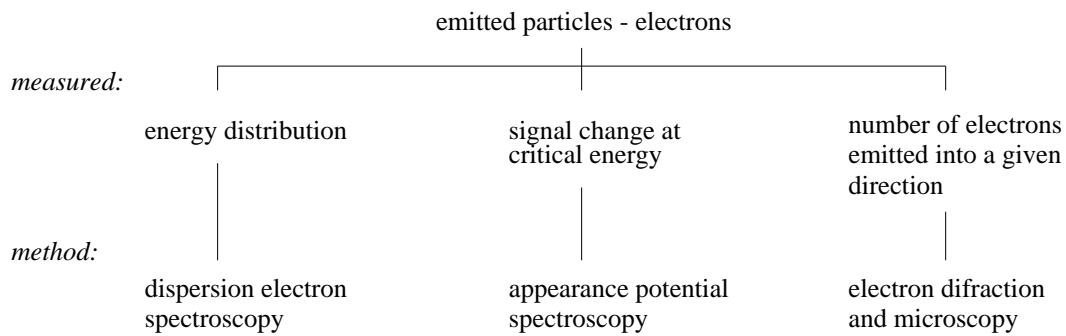 emitted particles - electrons
measured:
energy distribution
signal change at
critical energy
number of electrons
emitted into a given
direction
method:
dispersion electron
spectroscopy
appearance potential
spectroscopy
electron difraction
and microscopy